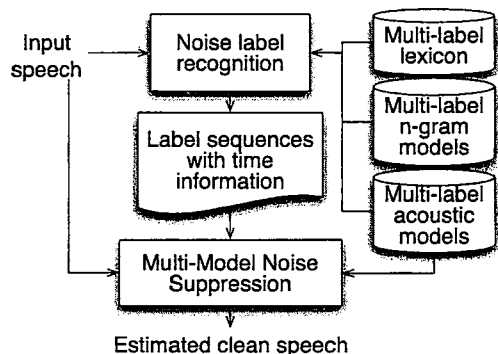 Input
speech
Noise label
recognition
Multi-label
lexicon
Label sequences
with time
information
Multi-label
n-gram
models
Multi-label
acoustic
models
Multi-Model Noise
Suppression
Estimated clean speech